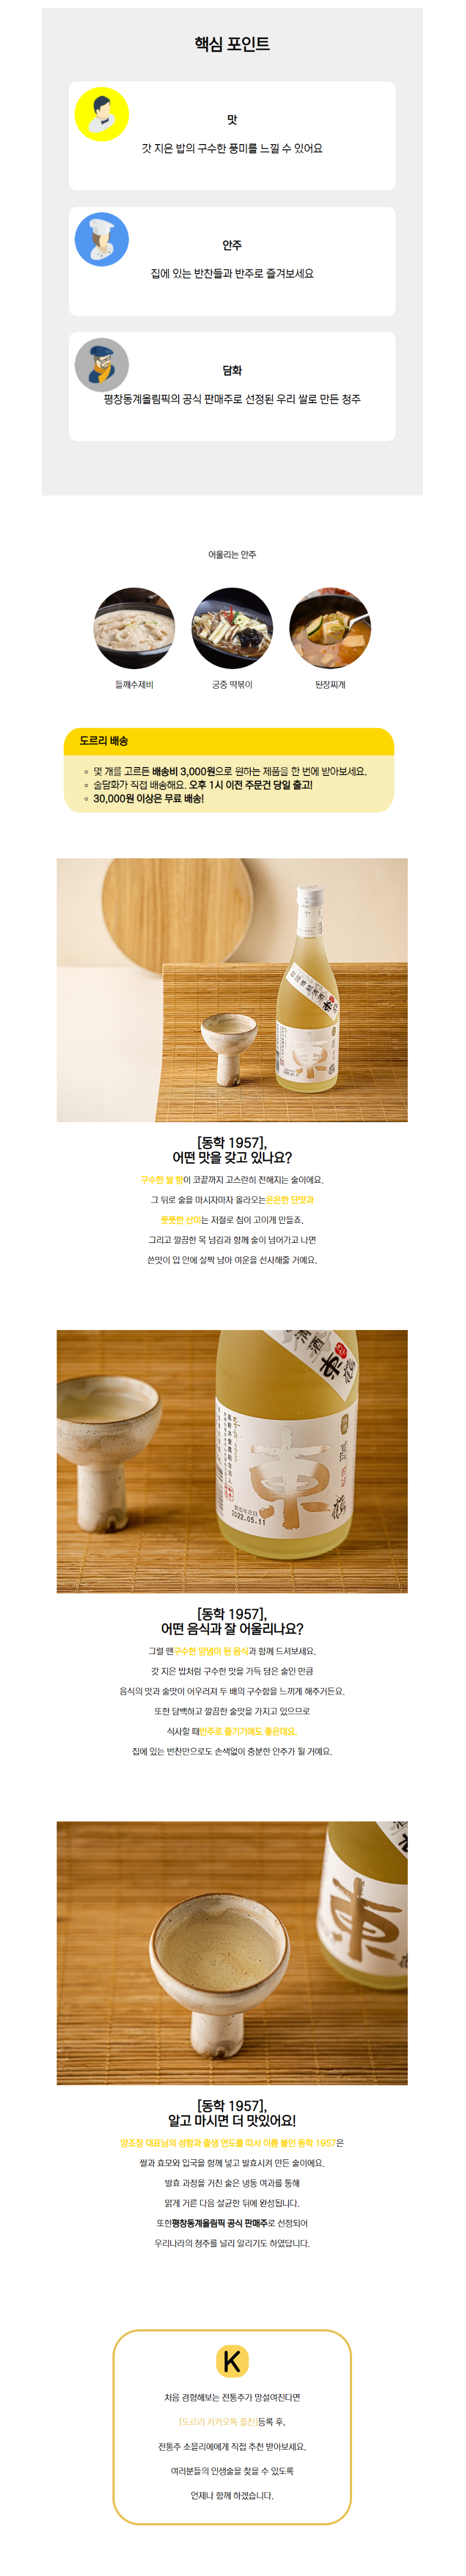 핵심 포인트
맛
갓 지은 밥의 구수한 풍미를 느낄 수 있어요
안주
집에 있는 반찬들과 반주로 즐겨보세요
담화
평창동계올림픽의 공식 판매주로 선정된 우리 쌀로 만든 청주
어울리는 안주
들깨수제비
궁중 떡볶이
된장찌개
도르리 배송
몇 개를 고르든 배송비 3,000원으로 원하는 제품을 한 번에 받아보세요.
술담화가 직접 배송해요. 오후 1시 이전 주문건 당일 출고!
30,000원 이상은 무료 배송!
東
[동학 1957],
어떤 맛을 갖고 있나요?
구수한 쌀 향이 코끝까지 고스란히 전해지는 술이에요.
그 뒤로 술을 마시자마자 올라오는은은한 단맛과
풋풋한 산미는 저절로 침이 고이게 만들죠.
그리고 깔끔한 목 넘김과 함께 술이 넘어가고 나면
쓴맛이 입 안에 살짝 남아 여운을 선사해줄 거예요.
清酒
東
2022.05.11
[동학 1957],
어떤 음식과 잘 어울리나요?
그럴 땐구수한 양념이 된 음식과 함께 드셔보세요.
갓 지은 밥처럼 구수한 맛을 가득 담은 술인 만큼
음식의 맛과 술맛이 어우러져 두 배의 구수함을 느끼게 해주거든요.
또한 담백하고 깔끔한 술맛을 가지고 있으므로
식사할 때반주로 즐기기에도 좋은데요.
집에 있는 반찬만으로도 손색없이 충분한 안주가 될 거예요.
東
[동학 1957],
알고 마시면 더 맛있어요!
양조장 대표님의 성함과 출생 연도를 따서 이름 붙인 동학 1957은
쌀과 효모와 입국을 함께 넣고 발효시켜 만든 술이에요.
발효 과정을 거친 술은 냉동 여과를 통해
맑게 거른 다음 살균한 뒤에 완성됩니다.
또한평창동계올림픽 공식 판매주로 선정되어
우리나라의 청주를 널리 알리기도 하였답니다.
K
처음 경험해보는 전통주가 망설여진다면
[도르리 카카오톡 플친]등록 후,
전통주 소믈리에에게 직접 추천 받아보세요.
여러분들의 인생술을 찾을 수 있도록
언제나 함께 하겠습니다.